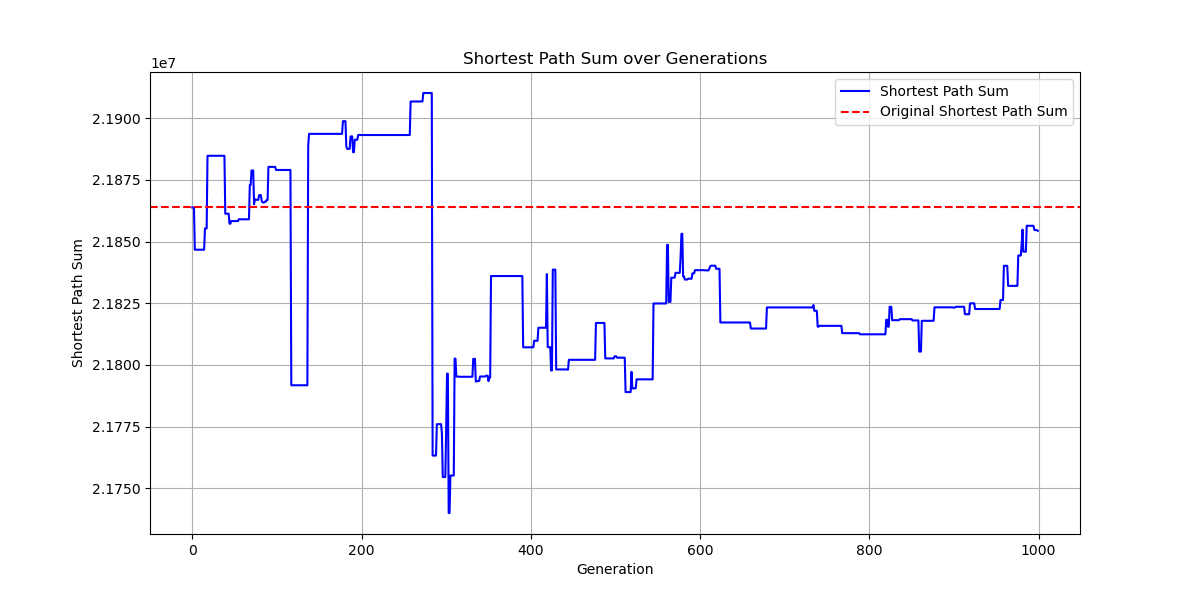 Shortest Path Sum over Generations
1e7
Shortest Path Sum
Original Shortest Path Sum
2.1900
2.1875
2.1850
2.1825
2.1800
2.1775
2.1750
Shortest Path Sum
0 200 400 600 800 1000
Generation